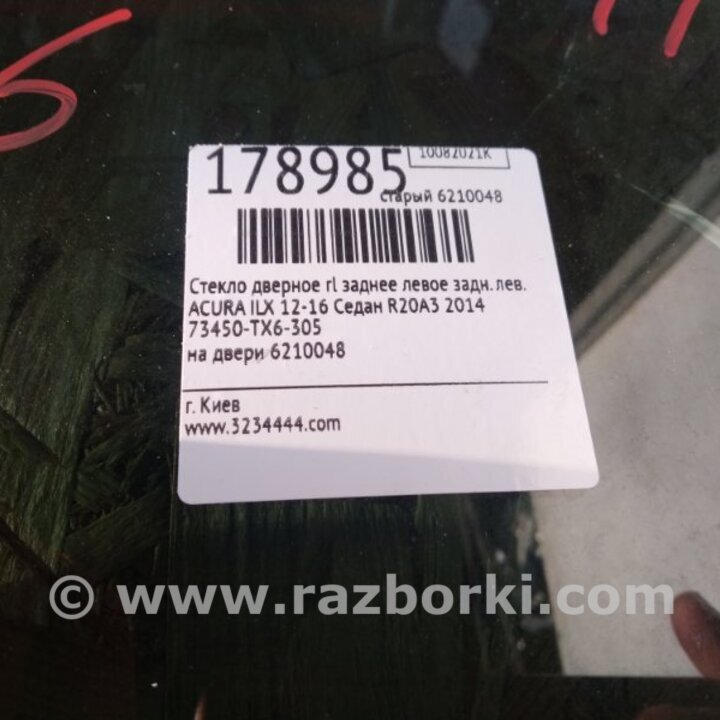 178985
10082021K
старый 6210048
Стекло дверное rl заднее левое задн.лев.
ACURA ILX 12-16 Седан R20A3 2014
73450-TX6-305
на двери 6210048
г. Киев
www.3234444.com
© www.razborki.com